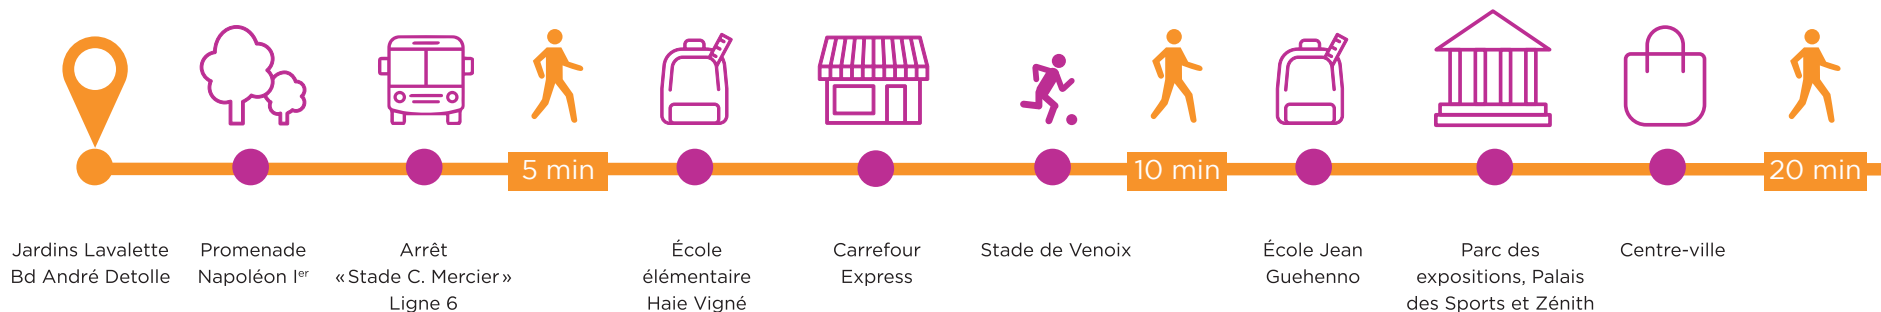 5 min
10 min
20 min
Jardins Lavalette
Bd André Detolle
Promenade
Napoléon Ier
Arrêt
«Stade C. Mercier»
Ligne 6
École
élémentaire
Haie Vigné
Carrefour
Express
Stade de Venoix
École Jean
Guehenno
Parc des
expositions, Palais
des Sports et Zénith
Centre-ville